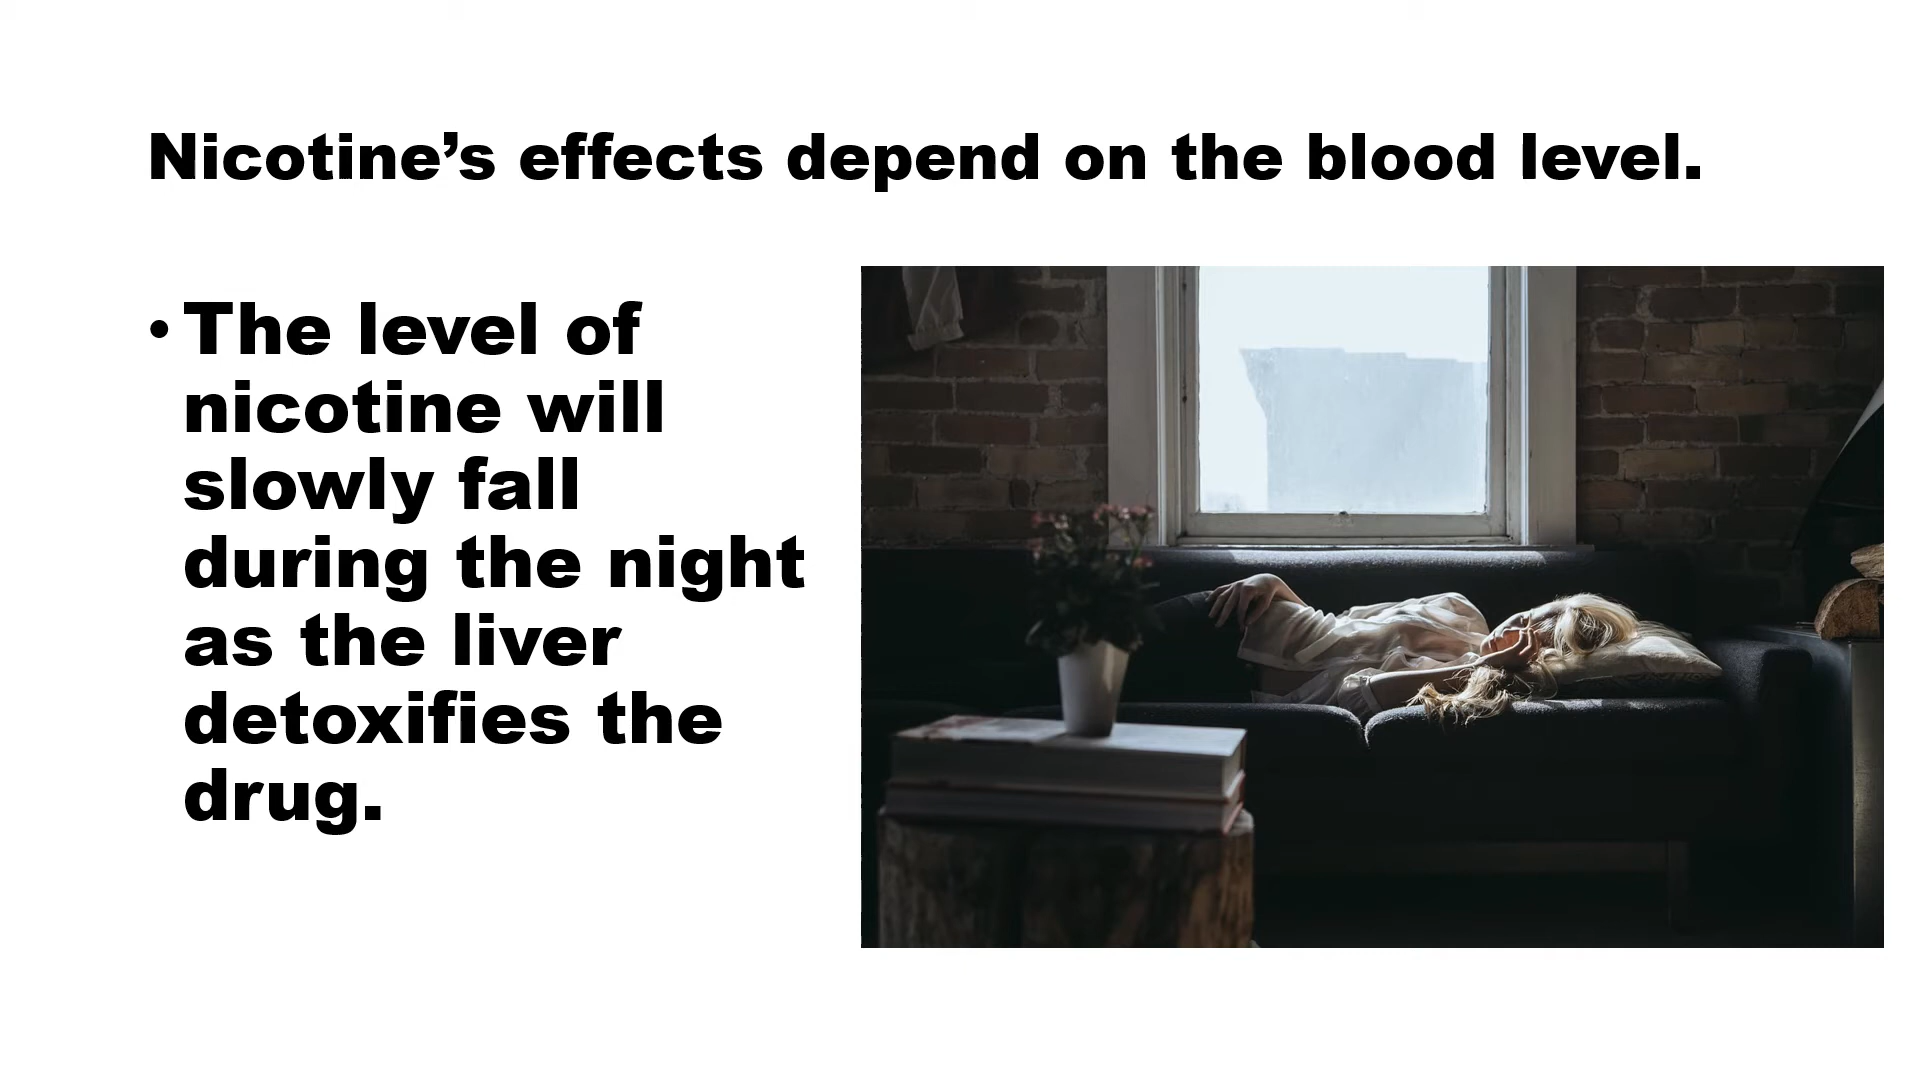 Nicotine’s effects depend on the blood level.
• The level of
nicotine will
slowly fall
during the night
as the liver
detoxifies the
drug.